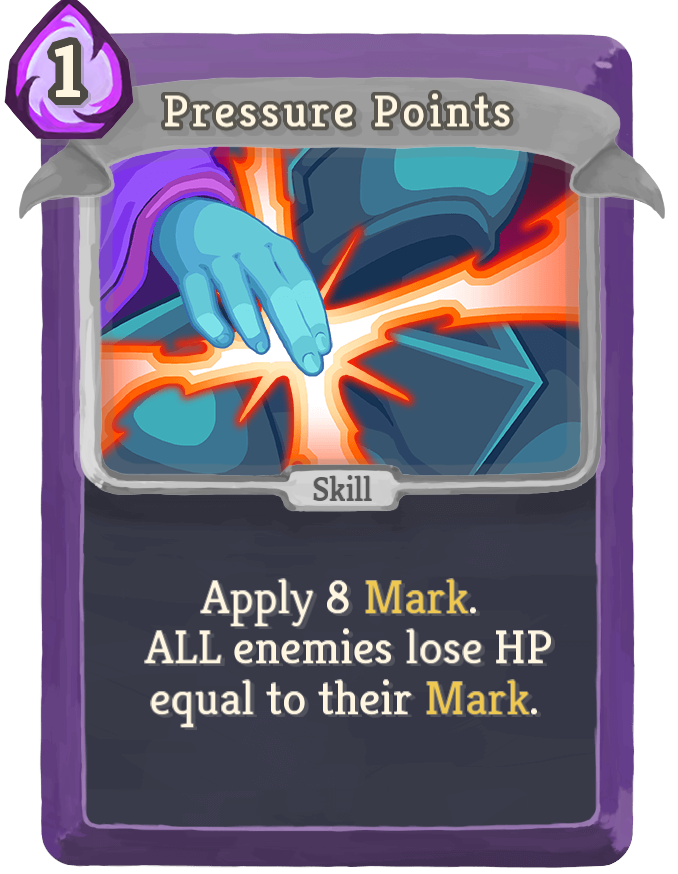 1
Pressure Points
Skill
Apply 8 Mark.
ALL enemies lose HP
equal to their Mark.